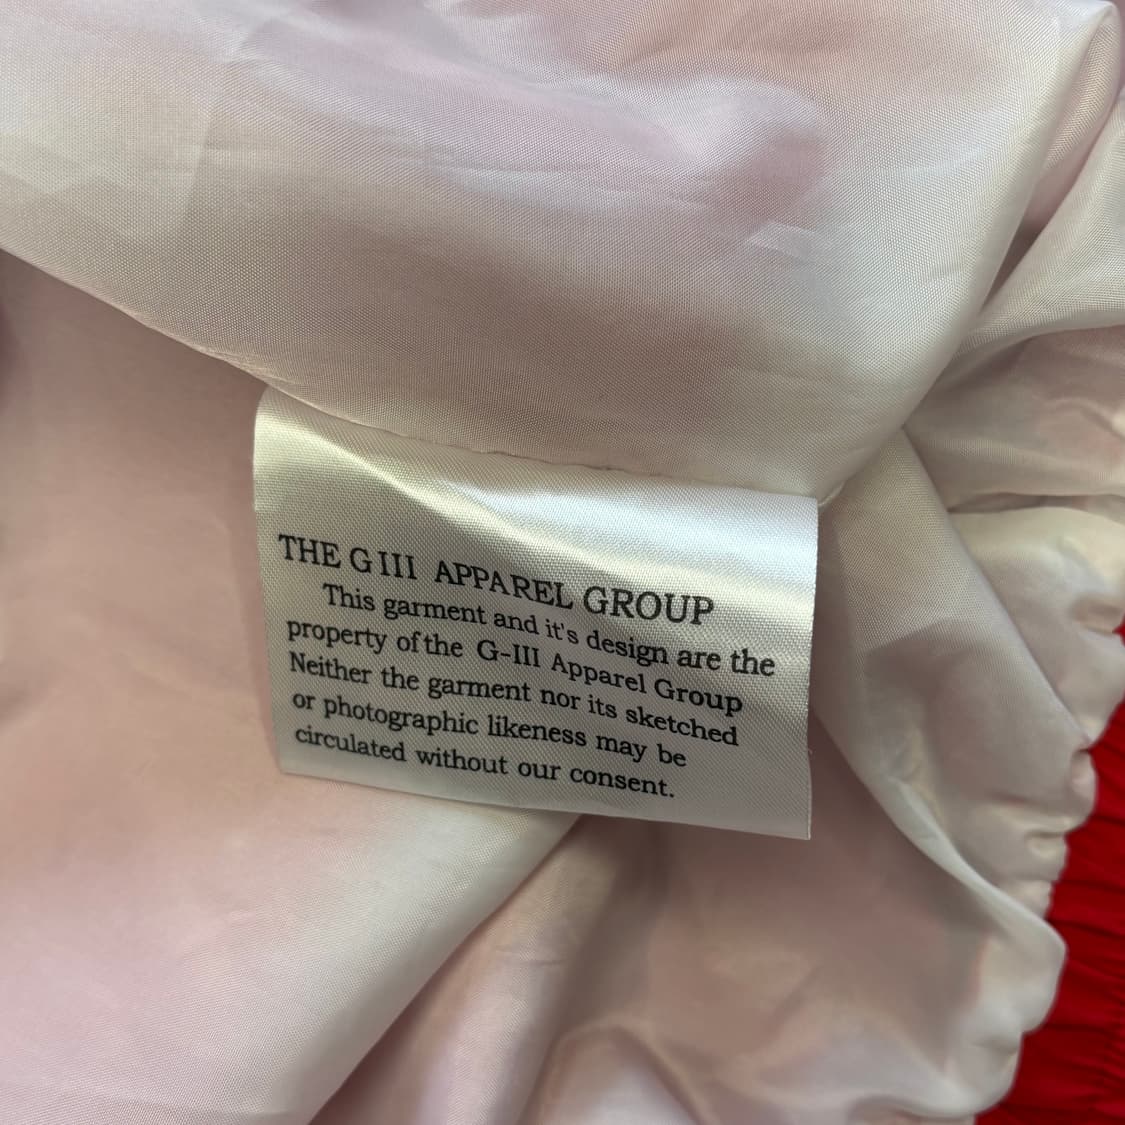 THE G III APPAREL GROUP
This garment and it's design are the
property of the G-III Apparel Group
Neither the garment nor its sketched
or photographic likeness may be
circulated without our consent.